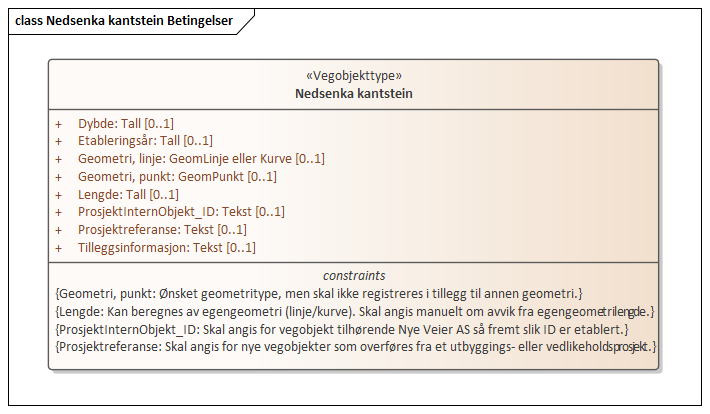 class Nedsenka kantstein Betingelser
«Vegobjekttype»
Nedsenka kantstein
+ Dybde: Tall [0..1]
+ Etableringsår: Tall [0..1]
+ Geometri, linje: GeomLinje eller Kurve [0..1]
+ Geometri, punkt: GeomPunkt [0..1]
+ Lengde: Tall [0..1]
+ ProsjektInternObjekt_ID: Tekst [0..1]
+ Prosjektreferanse: Tekst [0..1]
+ Tilleggsinformasjon: Tekst [0..1]
constraints
{Geometri, punkt: Ønsket geometritype, men skal ikke registreres i tillegg til annen geometri.}
{Lengde: Kan beregnes av egengeometri (linje/kurve). Skal angis manuelt om avvik fra egengeometrilengde.}
{ProsjektInternObjekt_ID: Skal angis for vegobjekt tilhørende Nye Veier AS så fremt slik ID er etablert.}
{Prosjektreferanse: Skal angis for nye vegobjekter som overføres fra et utbyggings- eller vedlikeholdsprosjekt.}